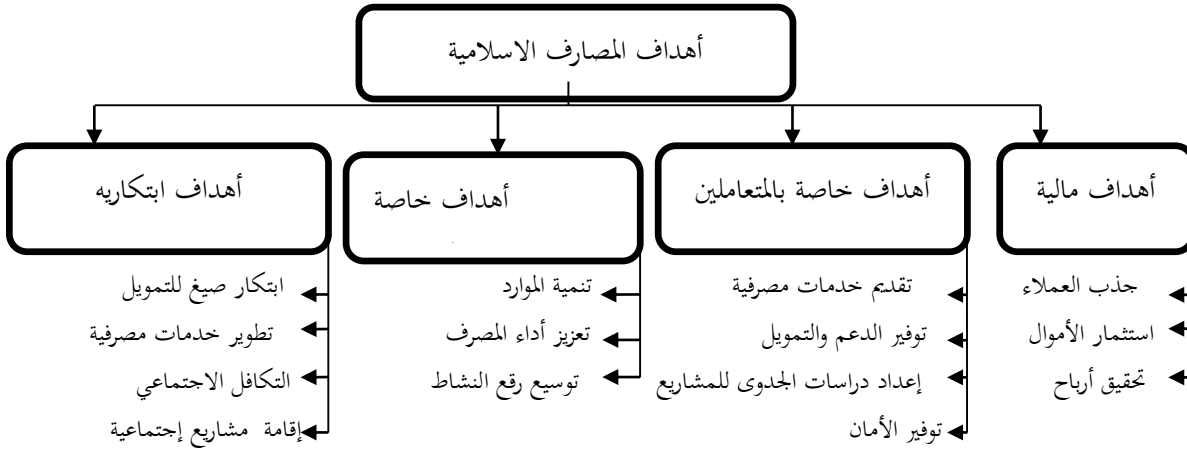 أهداف المصارف الاسلامية
أهداف مالية
أهداف خاصة بالمتعاملين
أهداف خاصة
أهداف ابتكاريه
جذب العملاء
استثمار الأموال
تحقيق أرباح
تقديم خدمات مصرفية
توفير الدعم والتمويل
إعداد دراسات الجدوى للمشاريع
توفير الأمان
تنمية الموارد
تعزيز أداء المصرف
توسيع رقع النشاط
ابتكار صيغ للتمويل
تطوير خدمات مصرفية
التكافل الاجتماعي
إقامة مشاريع إجتماعية